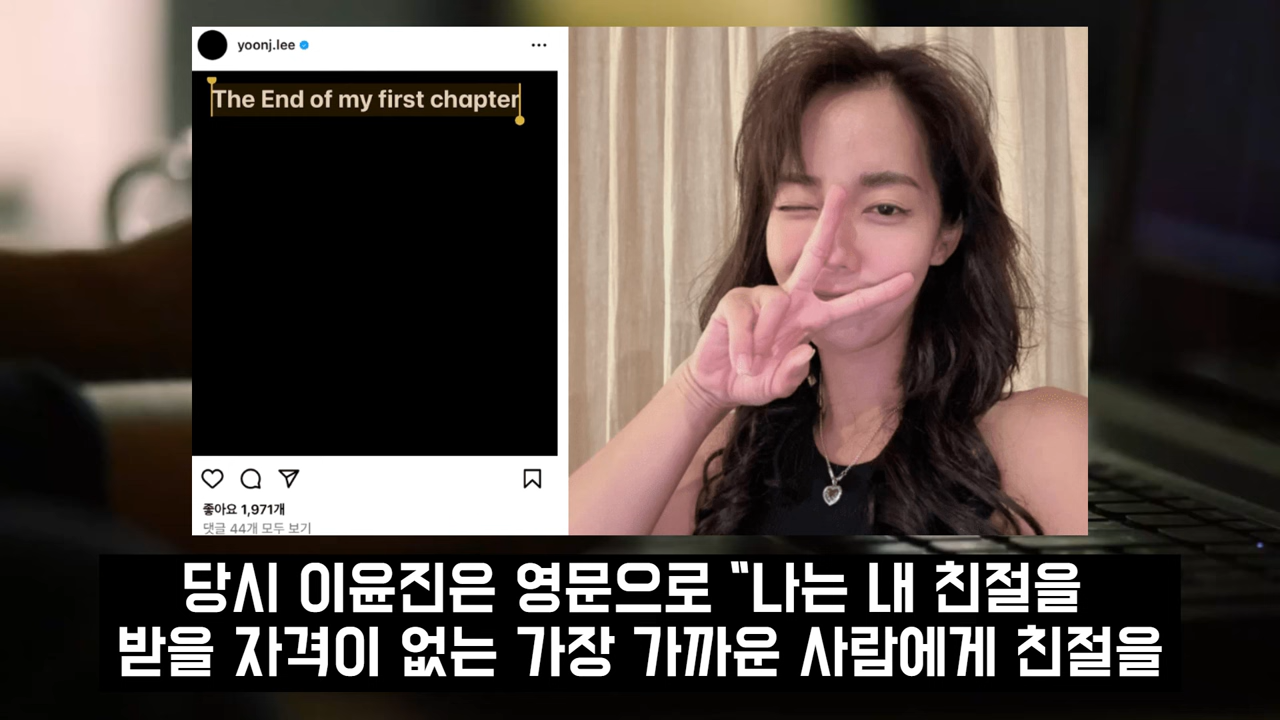 yoonj.lee
The End of my first chapter
좋아요 1,971개
댓글 44개 모두 보기
당시 이윤진은 영문으로 "나는 내 친절을
받을 자격이 없는 가장 가까운 사람에게 친절을